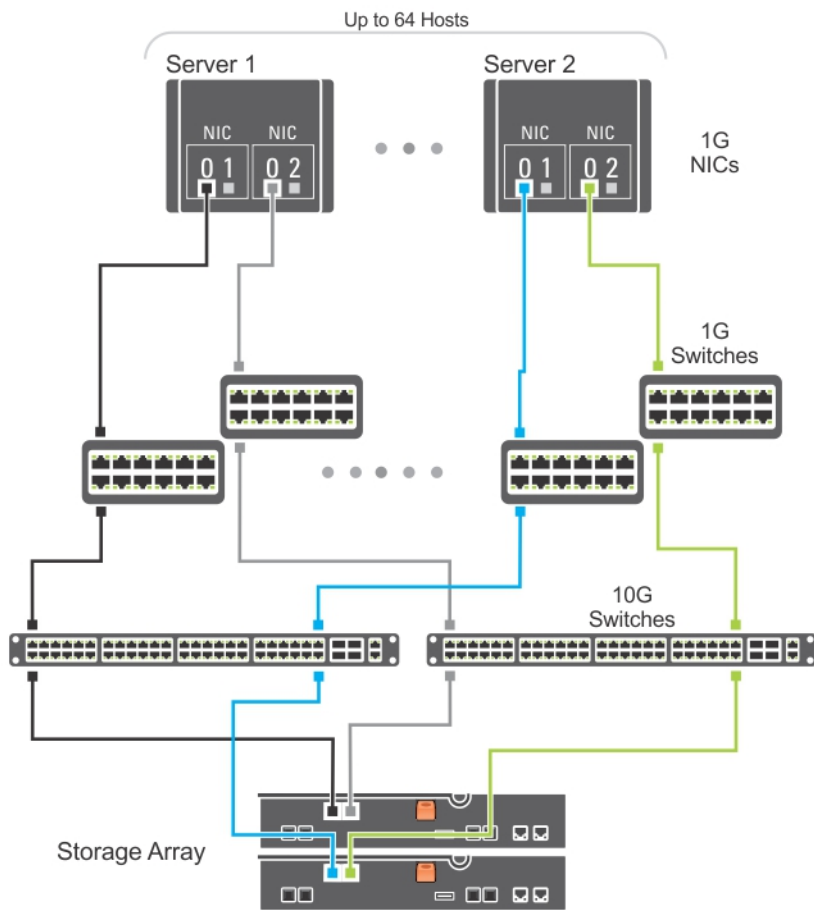 Up to 64 Hosts
Server 1
Server 2
NIC NIC
0 1 0 2
NIC NIC
0 1 0 2
1G
NICs
1G
Switches
10G
Switches
Storage Array